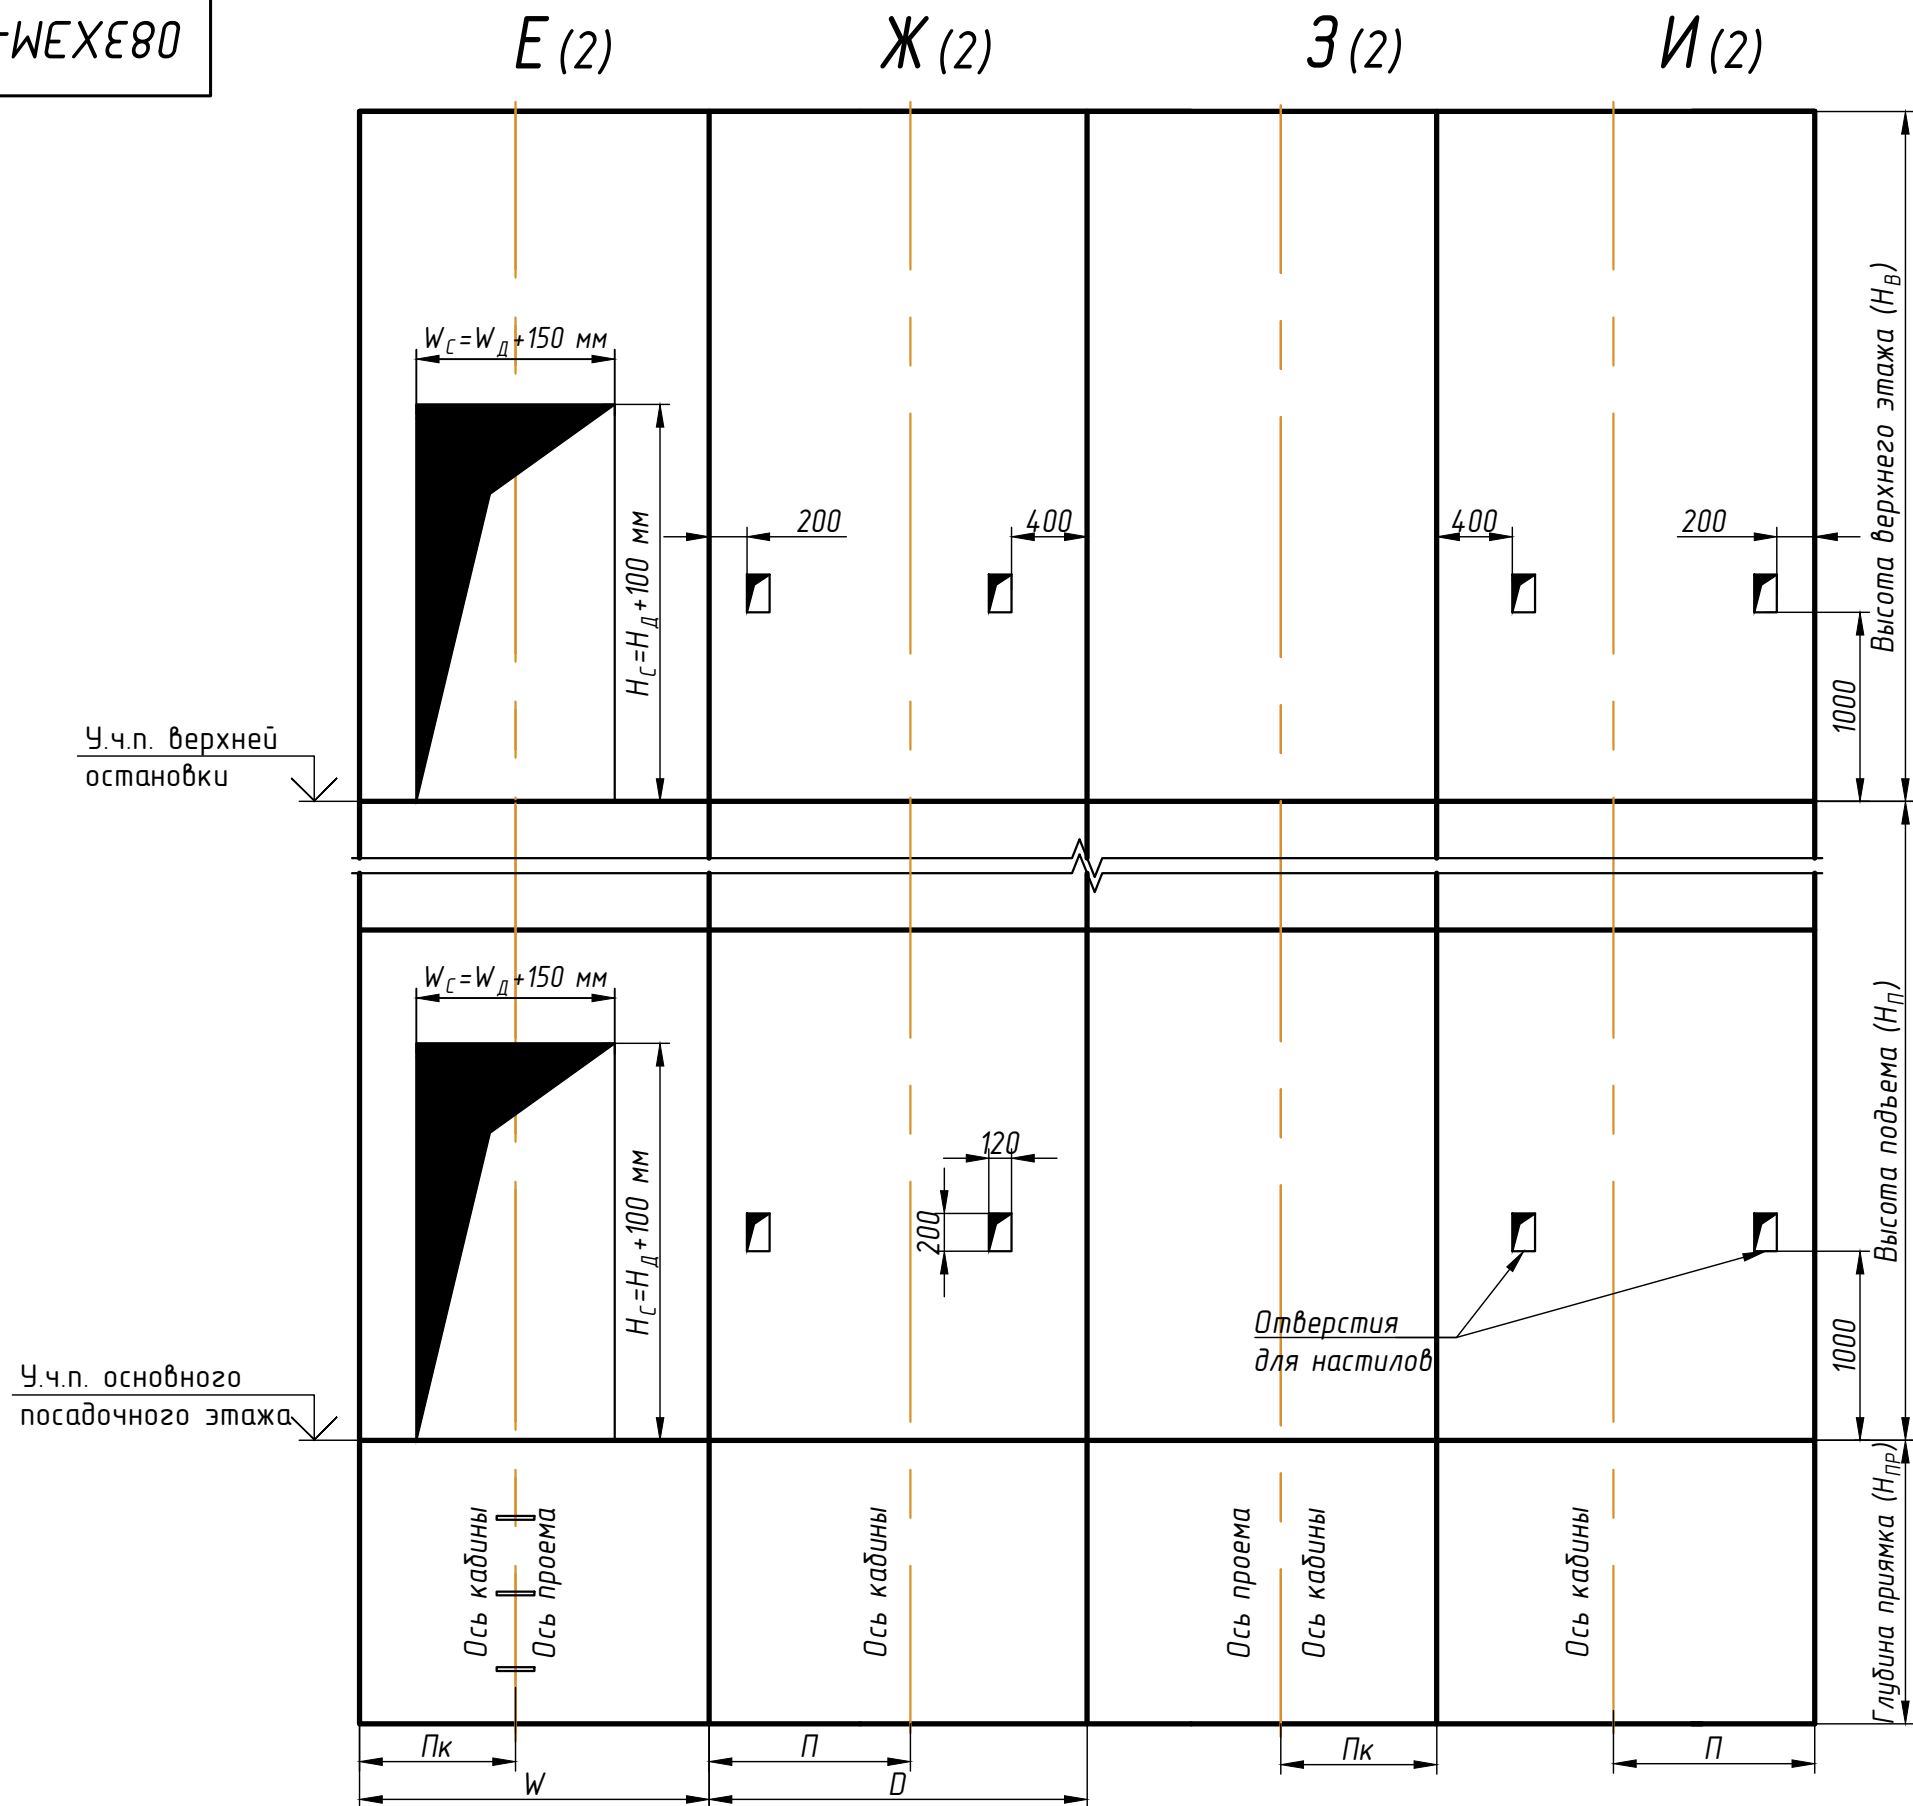 Е (2)
Ж (2)
З (2)
И (2)
W_С=W_Д+150 мм
H_С=H_Д+100 мм
200
400
400
200
1000
Высота верхнего этажа (H_В)
У.ч.п. верхней
остановки
W_С=W_Д+150 мм
H_С=H_Д+100 мм
120
200
Отверстия
для настилов
1000
Высота подъема (H_П)
У.ч.п. основного
посадочного этажа
Ось кабины
Ось проема
Ось кабины
Ось проема
Ось кабины
Ось кабины
Глубина приямка (H_ПР)
Пк
П
Пк
П
W
D